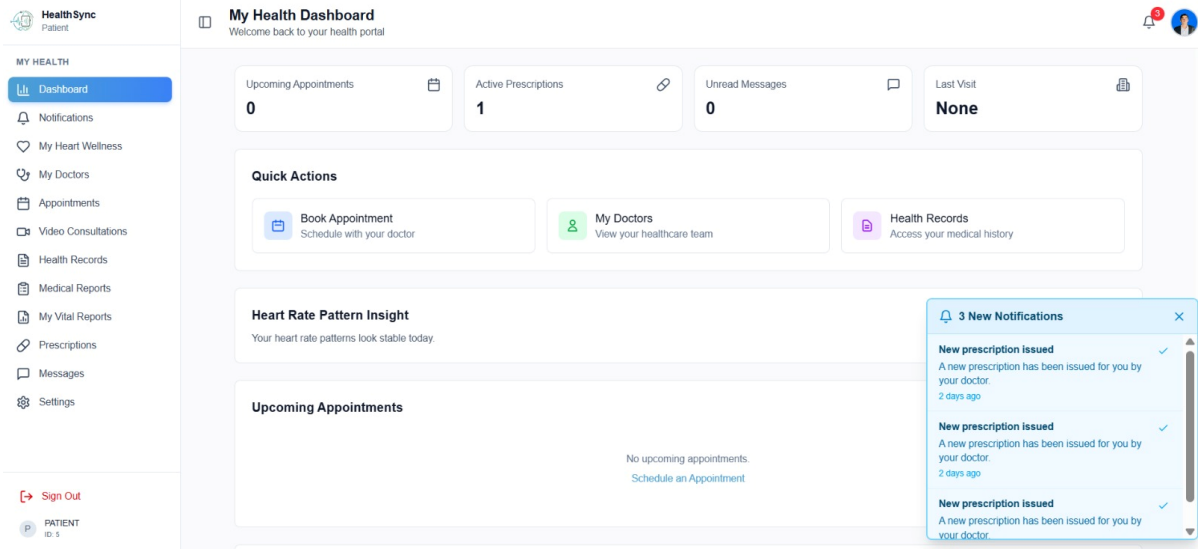 HealthSync
Patient
MY HEALTH
Dashboard
Notifications
My Heart Wellness
My Doctors
Appointments
Video Consultations
Health Records
Medical Reports
My Vital Reports
Prescriptions
Messages
Settings
Sign Out
P
PATIENT
ID: 5
My Health Dashboard
Welcome back to your health portal
3
Upcoming Appointments
0
Active Prescriptions
1
Unread Messages
0
Last Visit
None
Quick Actions
Book Appointment
Schedule with your doctor
My Doctors
View your healthcare team
Health Records
Access your medical history
Heart Rate Pattern Insight
Your heart rate patterns look stable today.
Upcoming Appointments
No upcoming appointments.
Schedule an Appointment
3 New Notifications
New prescription issued
A new prescription has been issued for you by
your doctor.
2 days ago
New prescription issued
A new prescription has been issued for you by
your doctor.
2 days ago
New prescription issued
A new prescription has been issued for you by
your doctor.